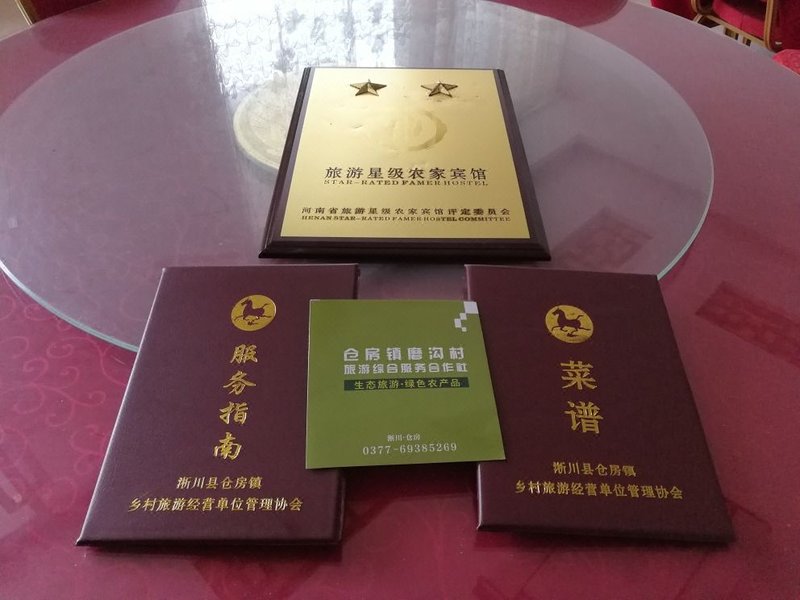 旅游星级农家宾馆
STAR-RATED FAMER HOSTEL
河南省旅游星级农家宾馆评定委员会
HENAN STAR-RATED FAMER HOSTEL COMMITTEE
服务指南
淅川县仓房镇
乡村旅游经营单位管理协会
仓房镇磨沟村
旅游综合服务合作社
生态旅游·绿色农产品
淅川·仓房
0377-69385269
菜谱
淅川县仓房镇
乡村旅游经营单位管理协会